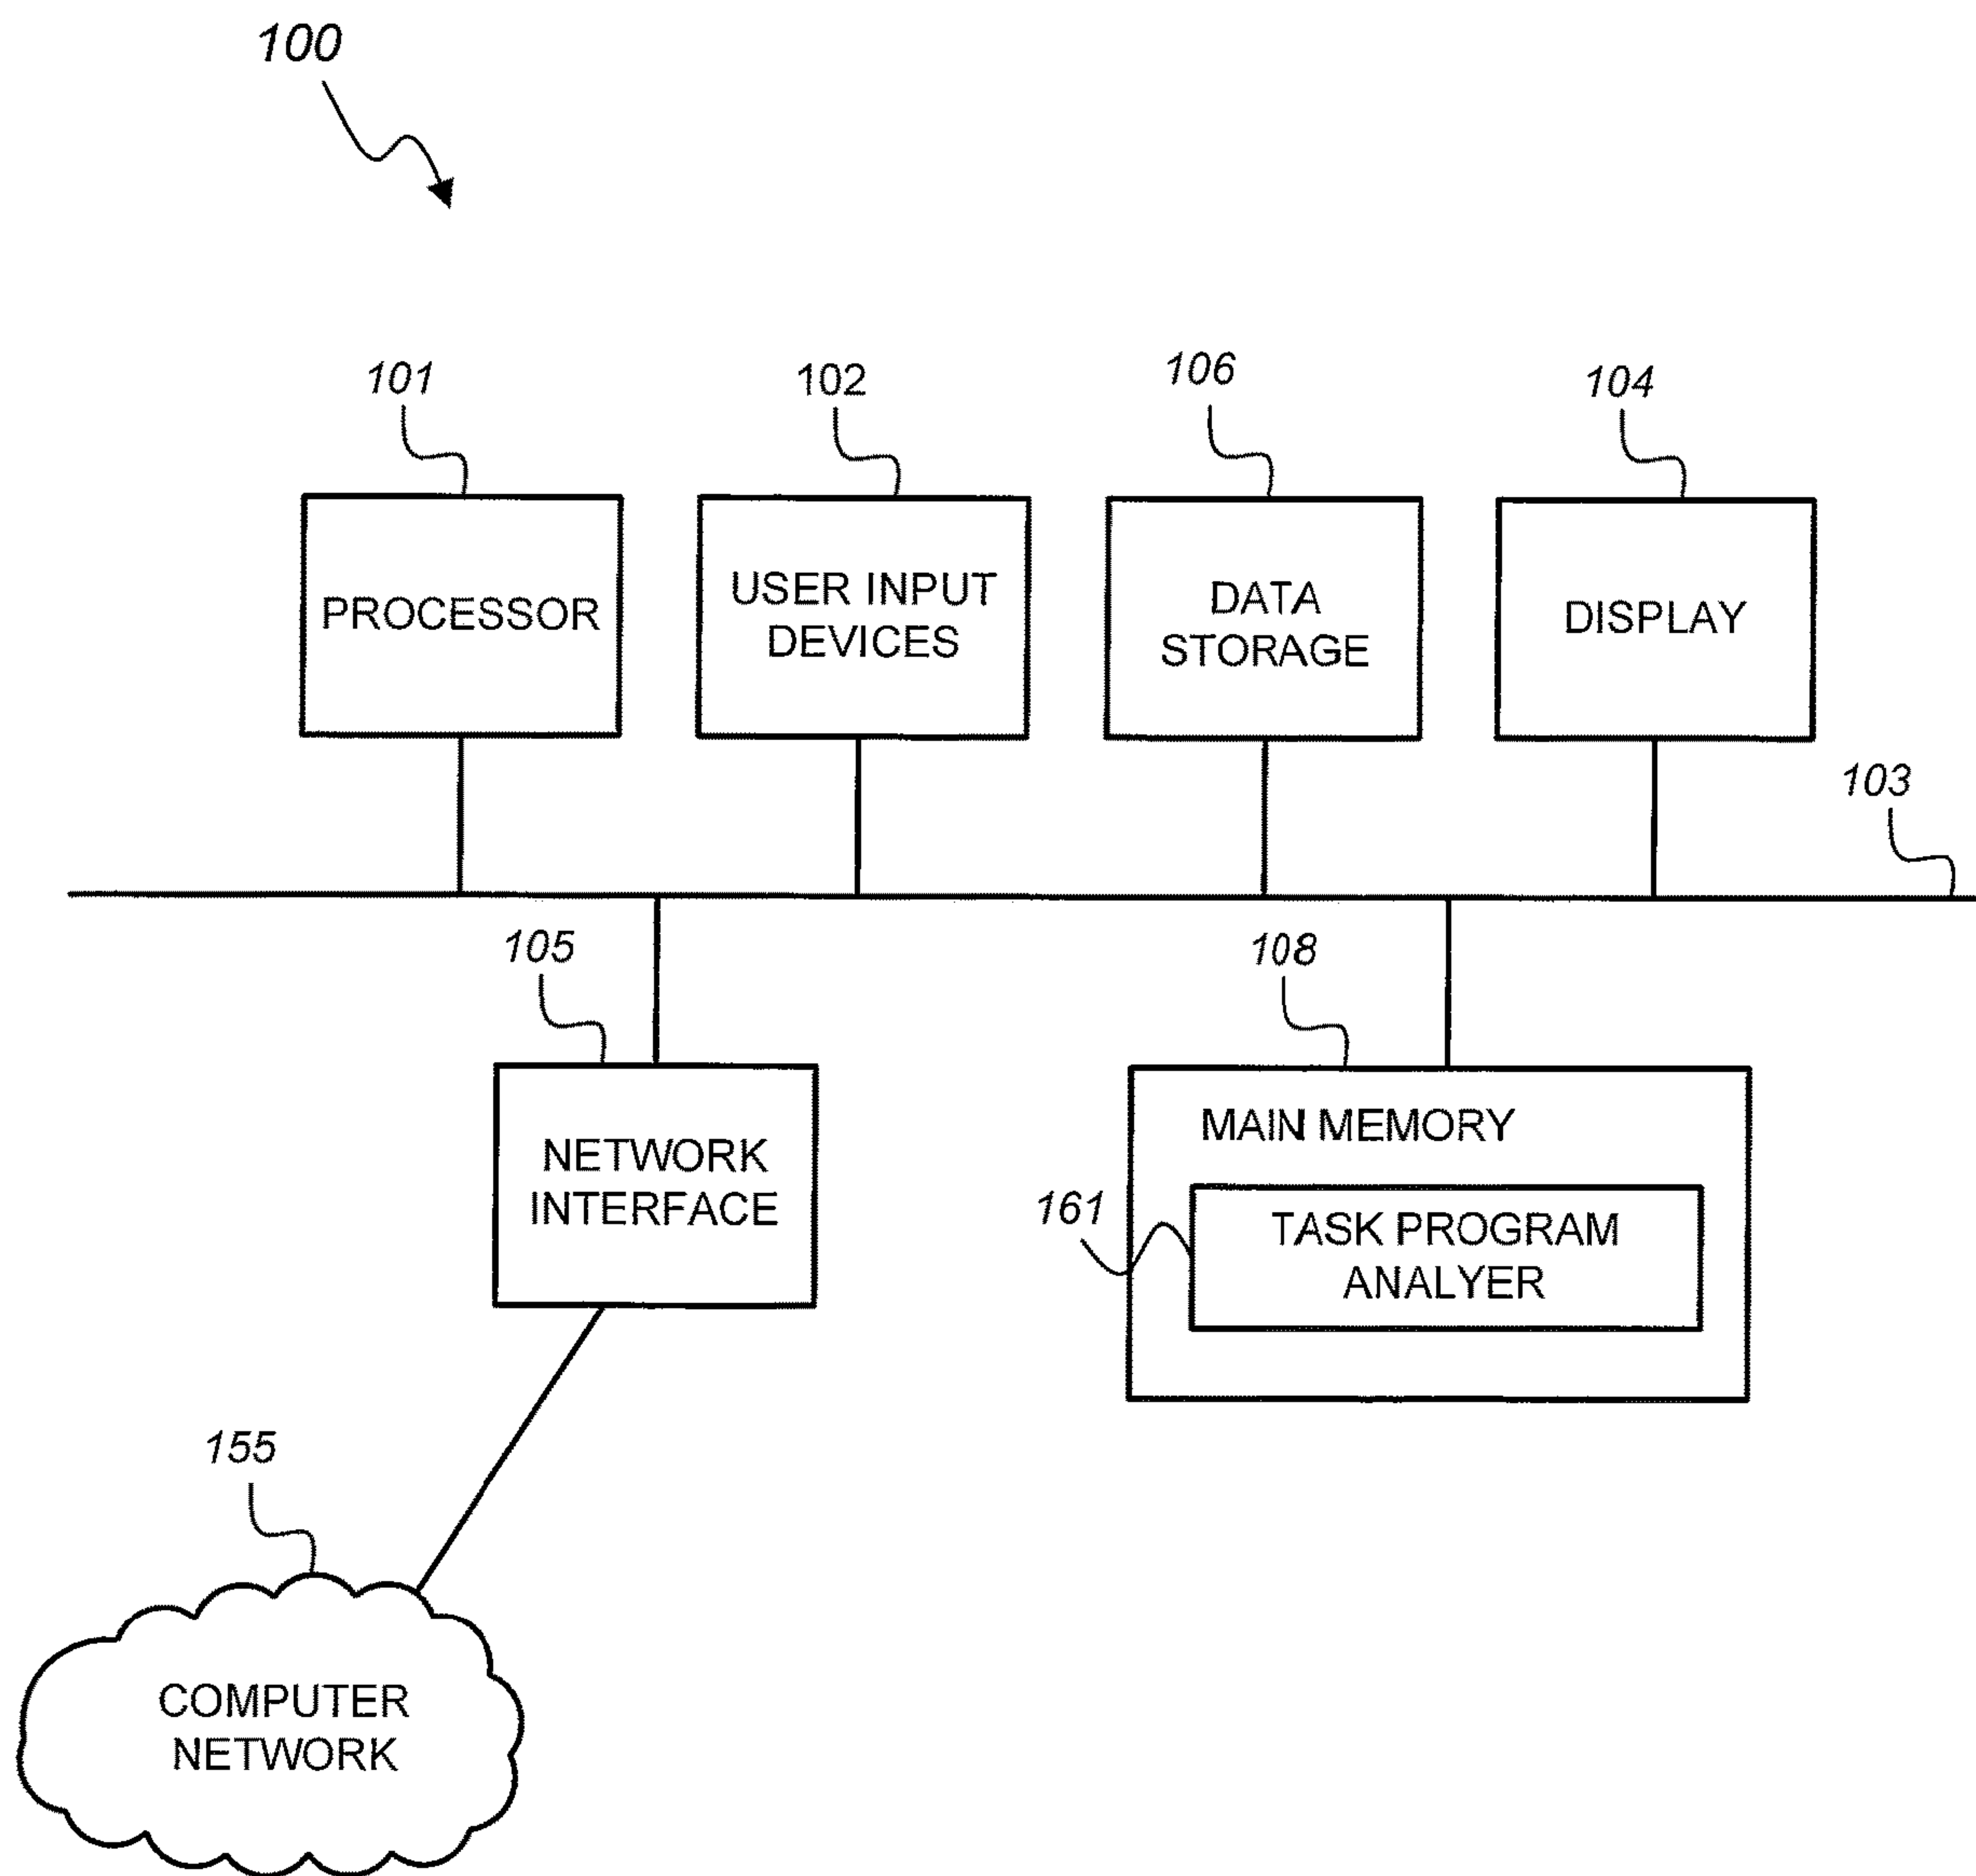 100
101
102
106
104
PROCESSOR
USER INPUT
DEVICES
DATA
STORAGE
DISPLAY
103
105
108
NETWORK
INTERFACE
MAIN MEMORY
161
TASK PROGRAM
ANALYER
155
COMPUTER
NETWORK